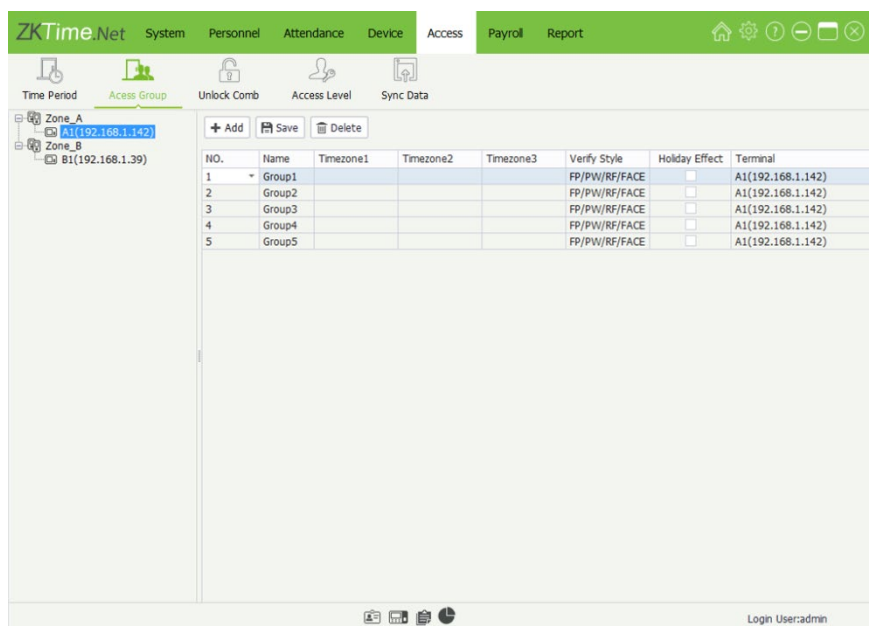 ZKTime.Net System Personnel Attendance Device Access Payroll Report
Time Period Acess Group Unlock Comb Access Level Sync Data
Zone_A
A1(192.168.1.142)
Zone_B
B1(192.168.1.39)
Add Save Delete
NO. Name Timezone1 Timezone2 Timezone3 Verify Style Holiday Effect Terminal
1 Group1 FP/PW/RF/FACE A1(192.168.1.142)
2 Group2 FP/PW/RF/FACE A1(192.168.1.142)
3 Group3 FP/PW/RF/FACE A1(192.168.1.142)
4 Group4 FP/PW/RF/FACE A1(192.168.1.142)
5 Group5 FP/PW/RF/FACE A1(192.168.1.142)
Login User:admin